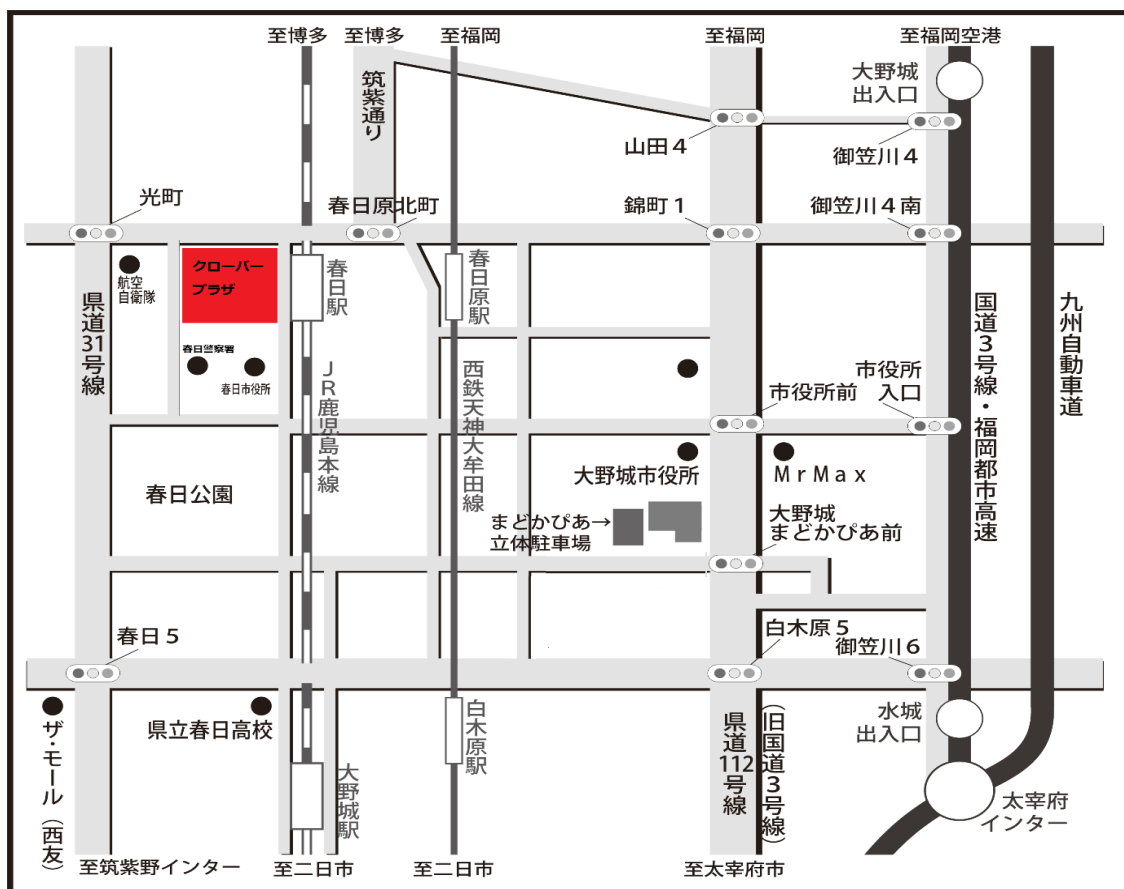 至博多
至博多
至福岡
至福岡
至福岡空港
筑紫通り
大野城
出入口
山田4
御笠川4
光町
春日原北町
錦町1
御笠川4南
航空
自衛隊
クローバー
プラザ
春日駅
春日原駅
県道31号線
国道3号線・福岡都市高速
九州自動車道
春日警察署
春日市役所
JR鹿児島本線
西鉄天神大牟田線
市役所前
市役所
入口
春日公園
大野城市役所
MrMax
まどかぴあ→
立体駐車場
大野城
まどかぴあ前
春日5
白木原5
御笠川6
ザ・モール(西友)
県立春日高校
大野城駅
白木原駅
県道112号線
(旧国道3号線)
水城
出入口
太宰府
インター
至筑紫野インター
至二日市
至二日市
至太宰府市